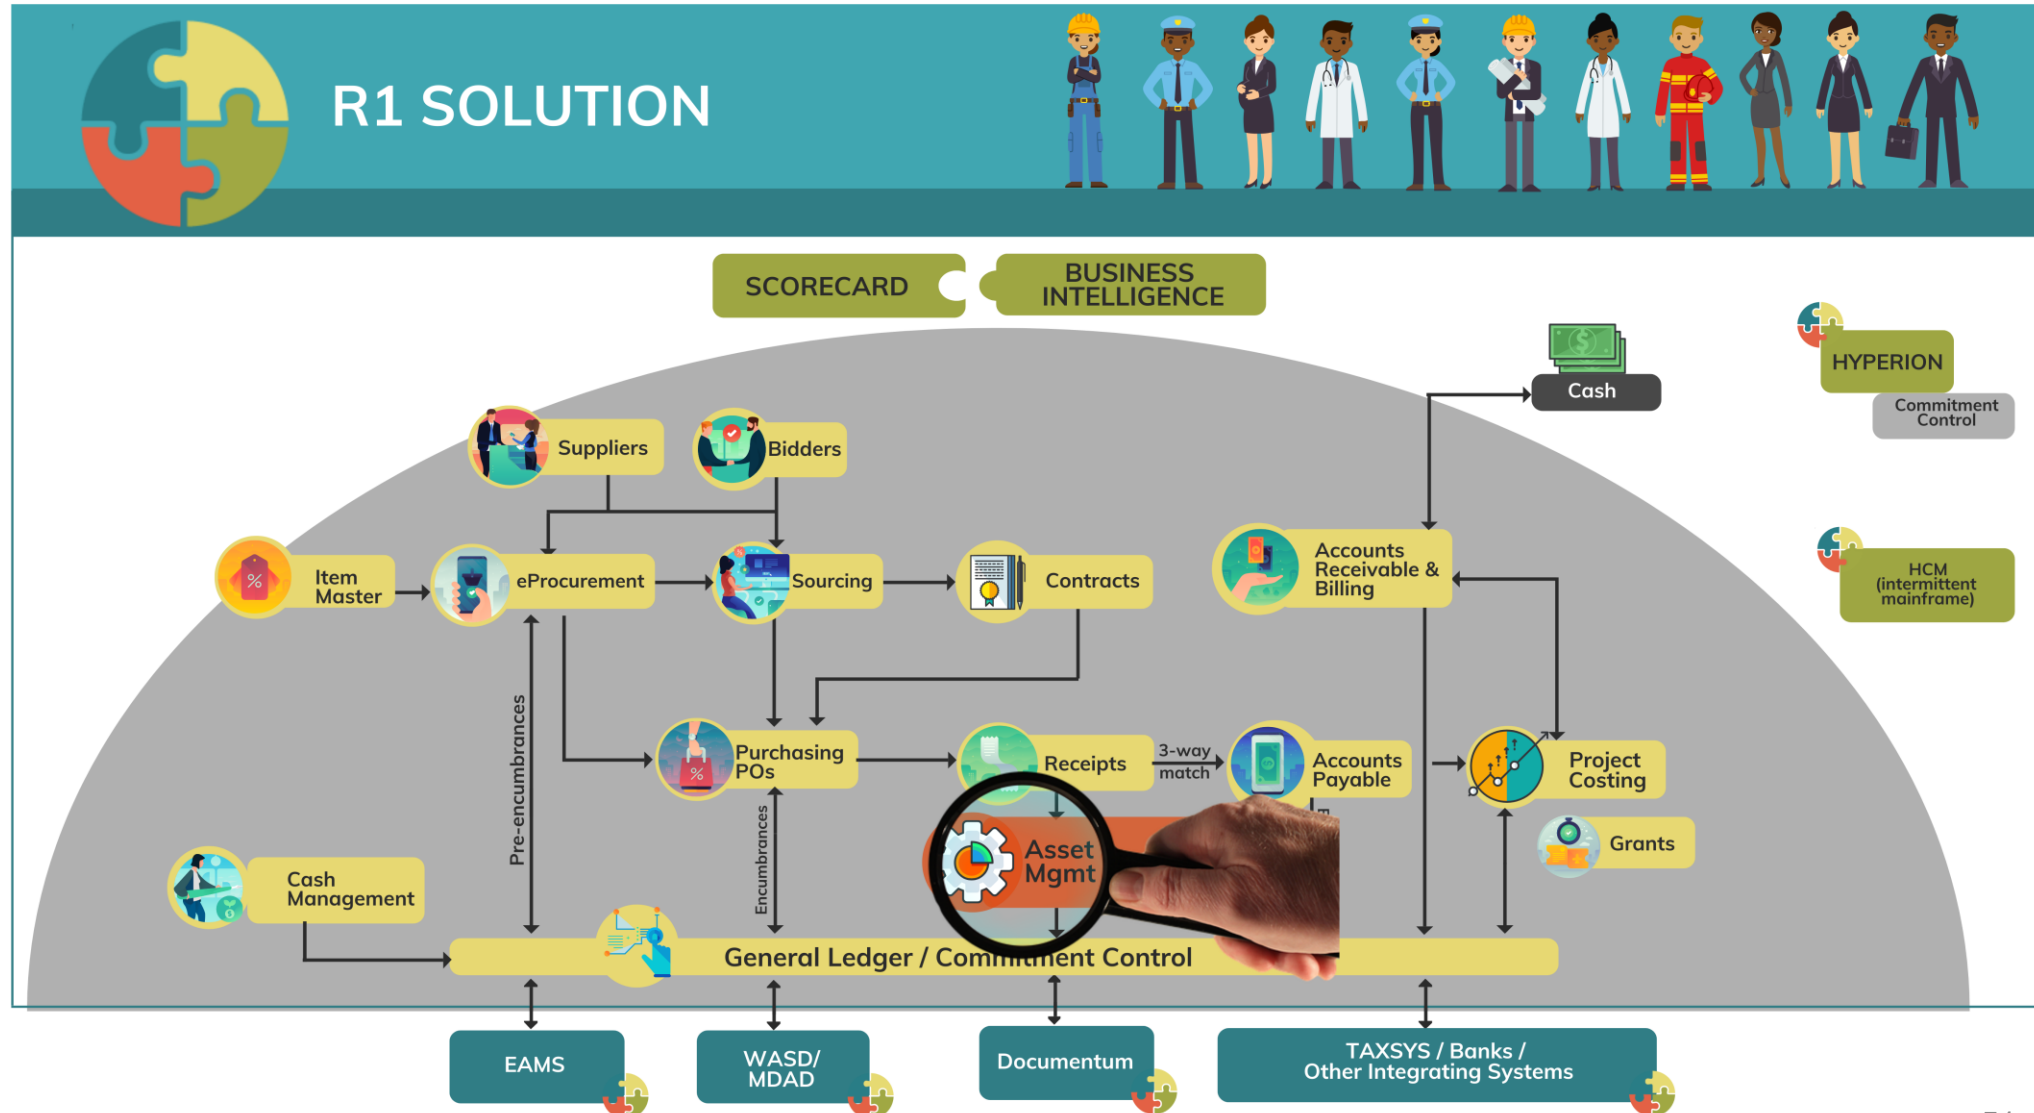 R1 SOLUTION
SCORECARD
BUSINESS
INTELLIGENCE
Cash
HYPERION
Commitment
Control
Suppliers
Bidders
Item
Master
eProcurement
Sourcing
Contracts
Accounts
Receivable &
Billing
HCM
(intermittent
mainframe)
Pre-encumbrances
Purchasing
POs
Receipts
3-way
match
Accounts
Payable
Project
Costing
Encumbrances
Asset
Mgmt
Grants
Cash
Management
General Ledger / Commitment Control
EAMS
WASD/
MDAD
Documentum
TAXSYS / Banks /
Other Integrating Systems